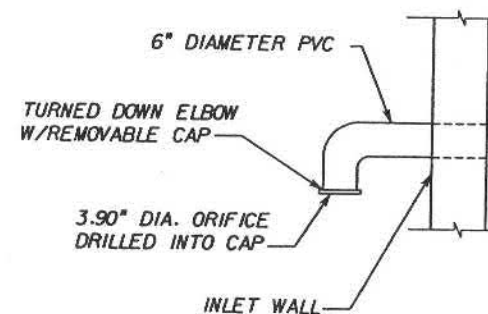 6" DIAMETER PVC
TURNED DOWN ELBOW
W/REMOVABLE CAP
3.90" DIA. ORIFICE
DRILLED INTO CAP
INLET WALL